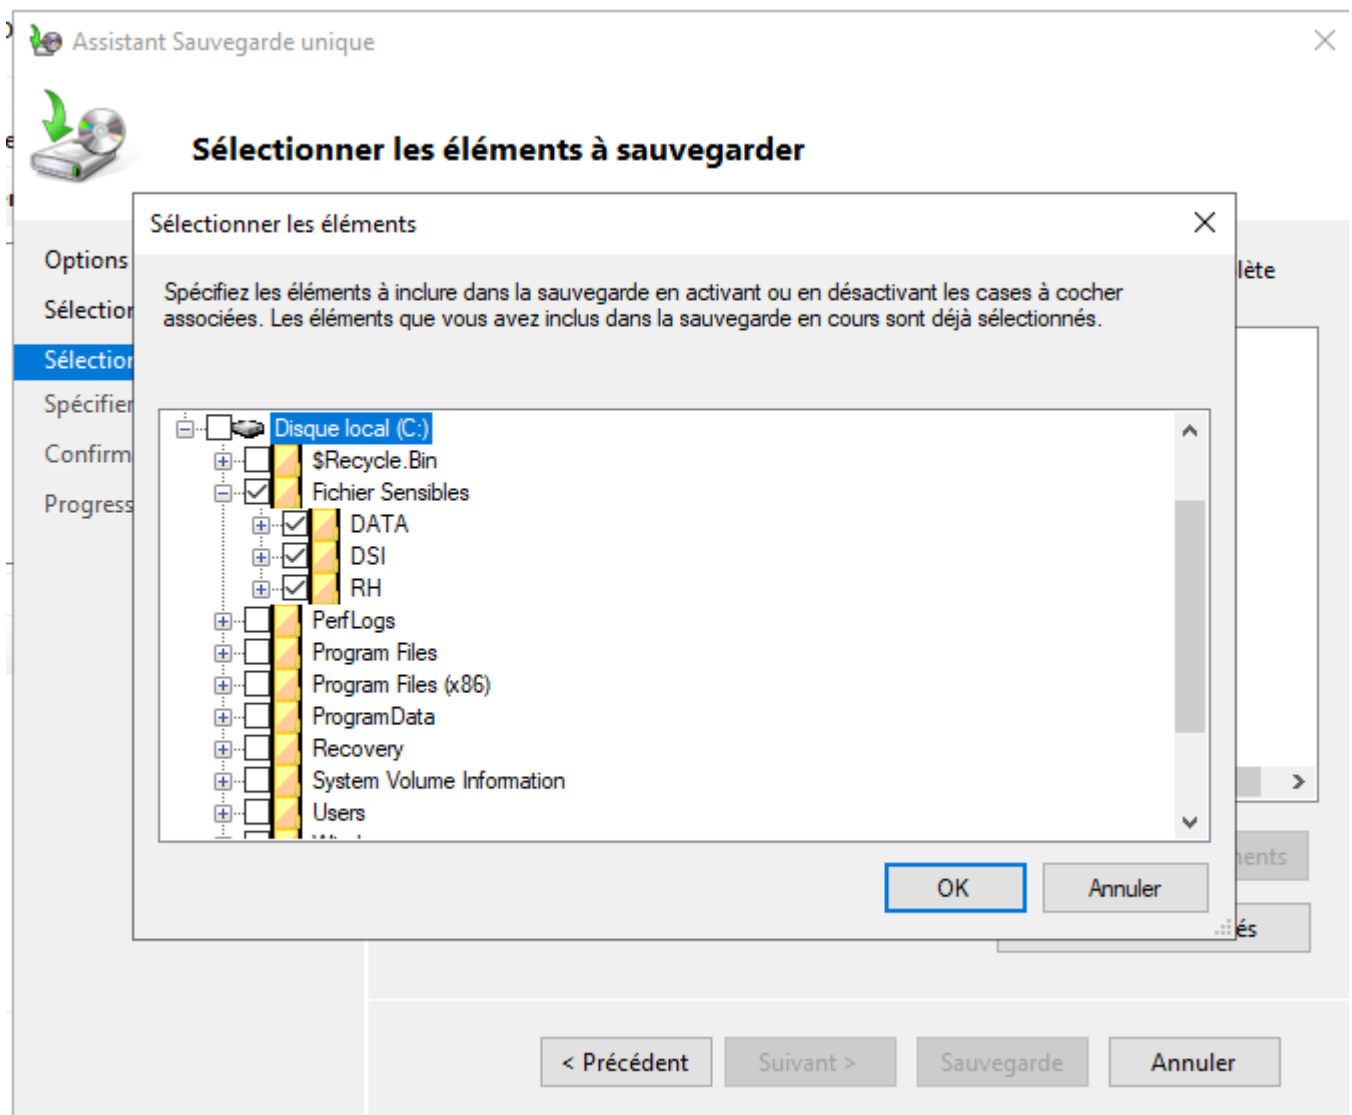 Assistant Sauvegarde unique
Sélectionner les éléments à sauvegarder
Sélectionner les éléments
Options
Sélection
Sélection
Spécifier
Confirm
Progress
lète
Spécifiez les éléments à inclure dans la sauvegarde en activant ou en désactivant les cases à cocher
associées. Les éléments que vous avez inclus dans la sauvegarde en cours sont déjà sélectionnés.
Disque local (C:)
$Recycle.Bin
Fichier Sensibles
DATA
DSI
RH
PerfLogs
Program Files
Program Files (x86)
ProgramData
Recovery
System Volume Information
Users
OK
Annuler
ents
és
< Précédent
Suivant >
Sauvegarde
Annuler